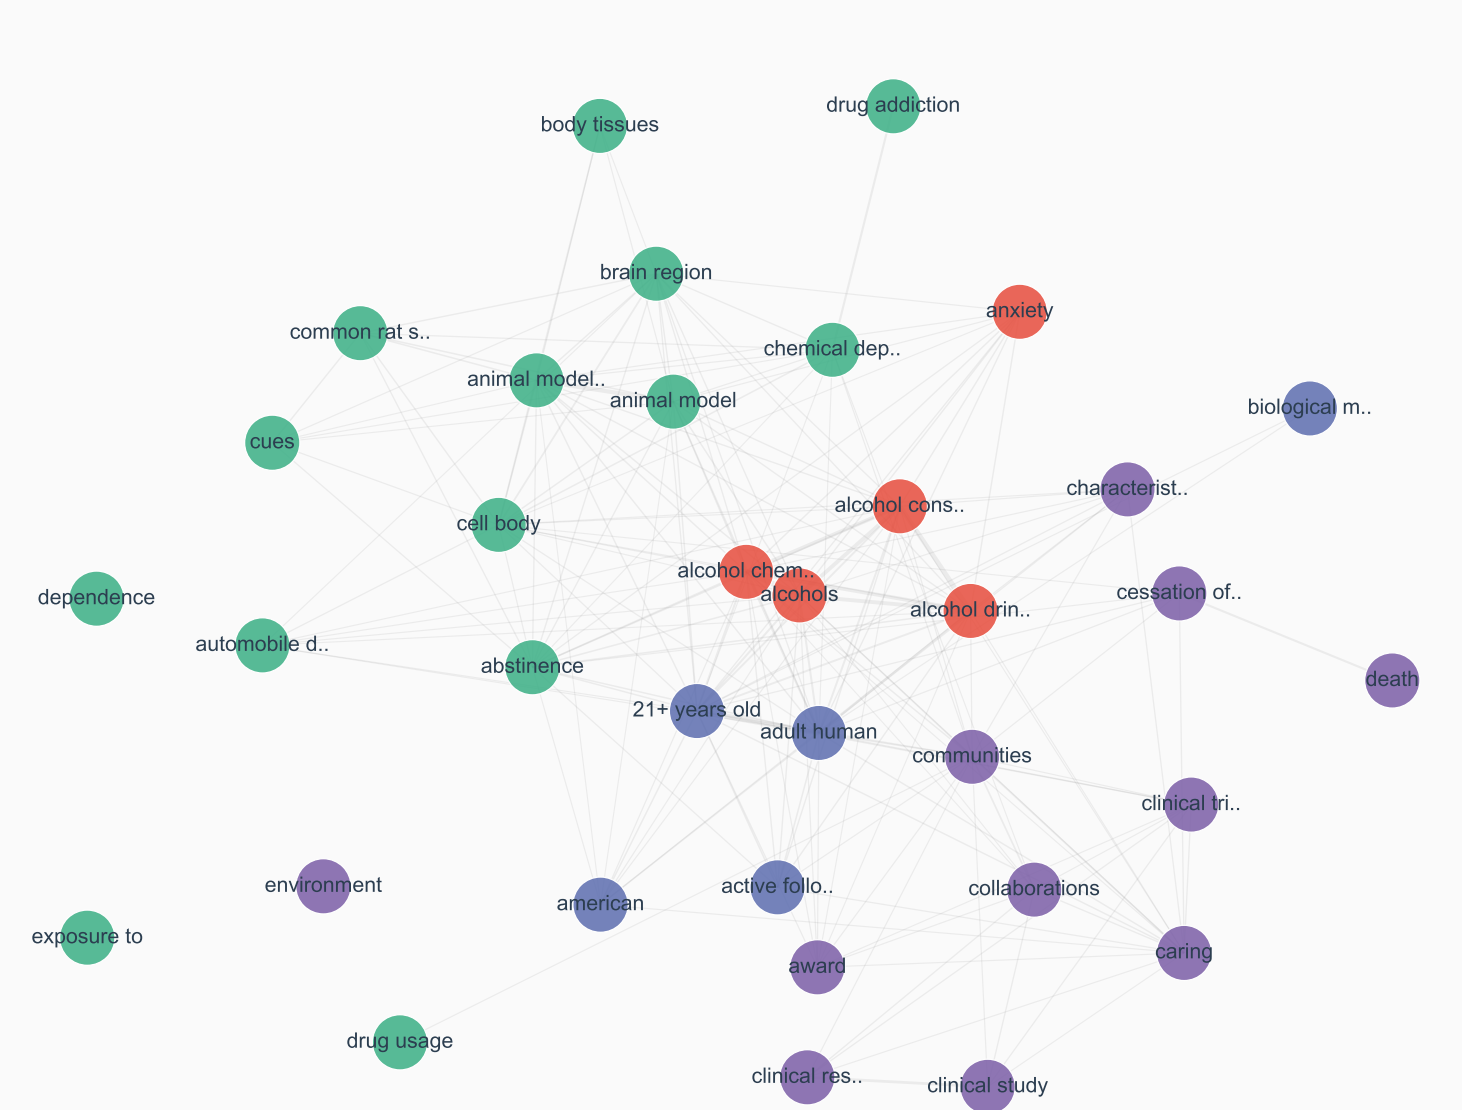 drug addiction
body tissues
brain region
anxiety
common rat s..
chemical dep..
animal model..
animal model
biological m..
cues
characterist..
alcohol cons..
cell body
alcohol chem..
cessation of..
alcohols
dependence
alcohol drin..
automobile d..
abstinence
death
21+ years old
adult human
communities
clinical tri..
environment
active follo..
collaborations
american
exposure to
caring
award
drug usage
clinical res..
clinical study